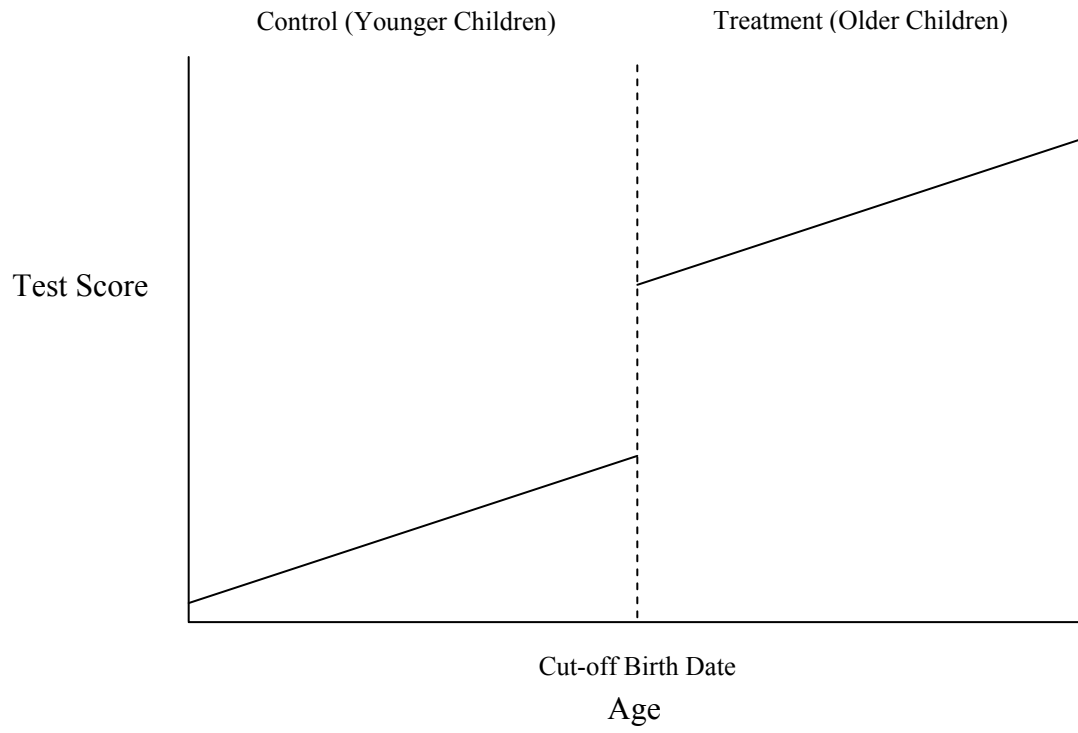 Control (Younger Children)
Treatment (Older Children)
Test Score
Cut-off Birth Date
Age